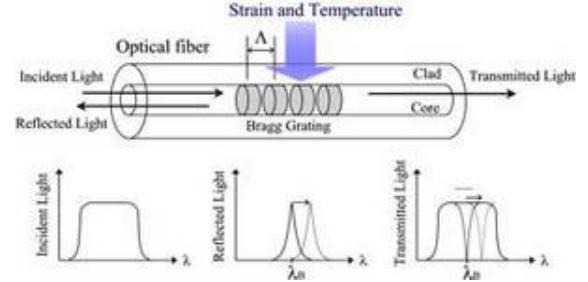 Strain and Temperature
Optical fiber
Λ
Incident Light
Clad
Transmitted Light
Reflected Light
Core
Bragg Grating
Incident Light
λ
Reflected Light
λB
λ
Transmitted Light
λB
λ